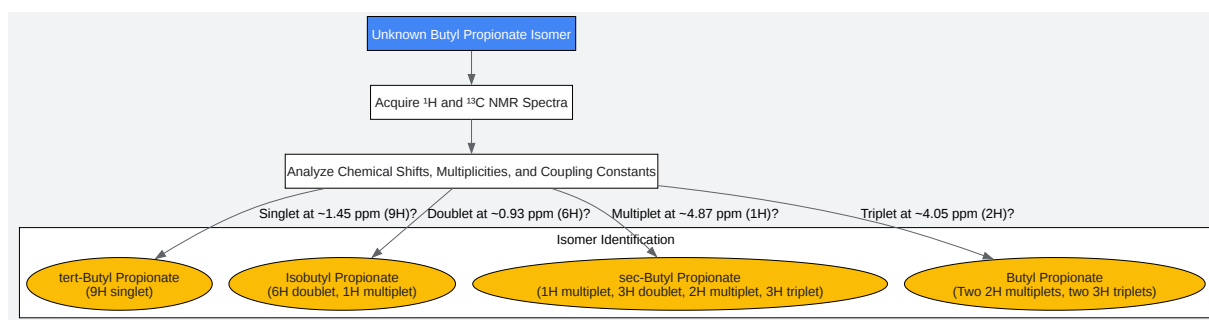 Unknown Butyl Propionate Isomer
Acquire ¹H and ¹³C NMR Spectra
Analyze Chemical Shifts, Multiplicities, and Coupling Constants
Singlet at ~1.45 ppm (9H)?
Doublet at ~0.93 ppm (6H)?
Multiplet at ~4.87 ppm (1H)?
Triplet at ~4.05 ppm (2H)?
Isomer Identification
tert-Butyl Propionate
(9H singlet)
Isobutyl Propionate
(6H doublet, 1H multiplet)
sec-Butyl Propionate
(1H multiplet, 3H doublet, 2H multiplet, 3H triplet)
Butyl Propionate
(Two 2H multiplets, two 3H triplets)